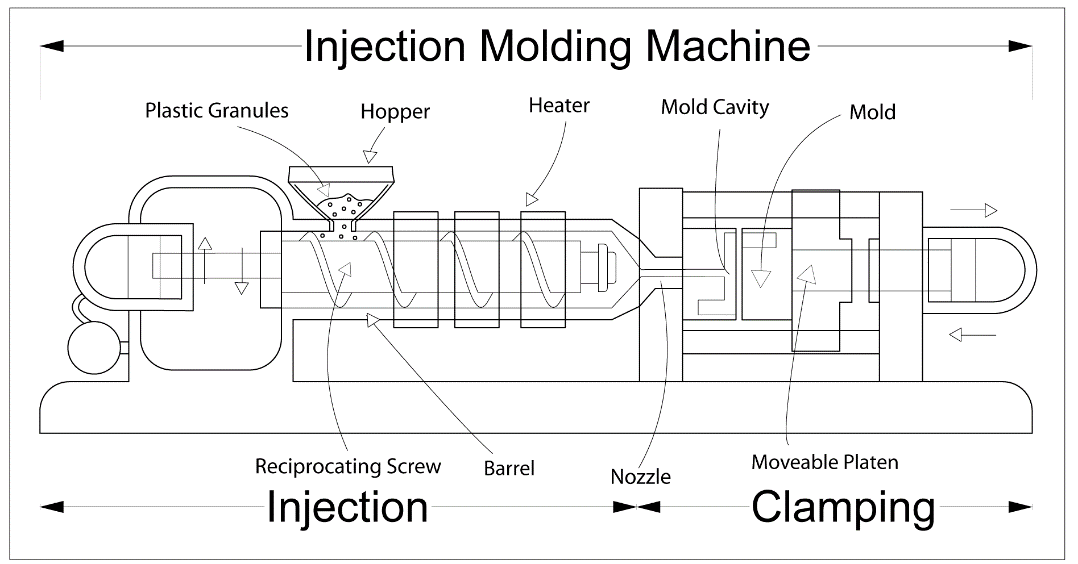 Injection Molding Machine
Plastic Granules
Hopper
Heater
Mold Cavity
Mold
Reciprocating Screw
Barrel
Nozzle
Moveable Platen
Injection
Clamping